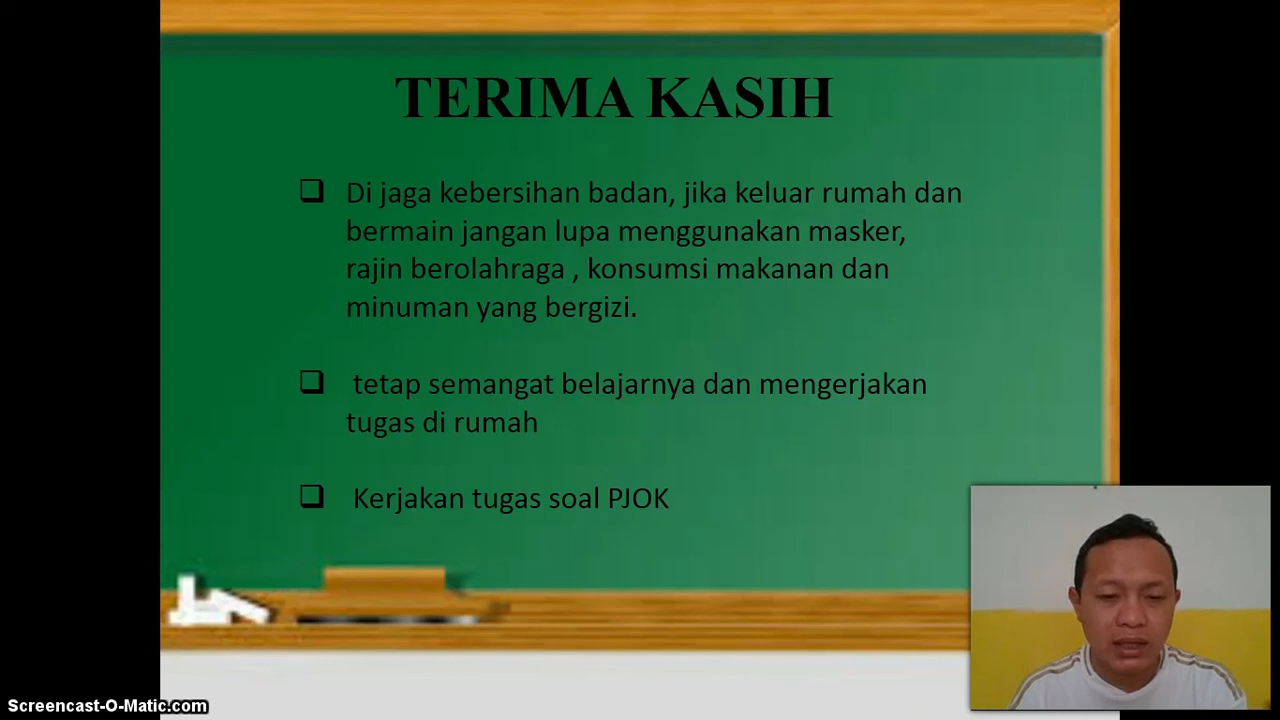 TERIMA KASIH
❑ Di jaga kebersihan badan, jika keluar rumah dan
bermain jangan lupa menggunakan masker,
rajin berolahraga , konsumsi makanan dan
minuman yang bergizi.
❑ tetap semangat belajarnya dan mengerjakan
tugas di rumah
❑ Kerjakan tugas soal PJOK
Screencast-O-Matic.com